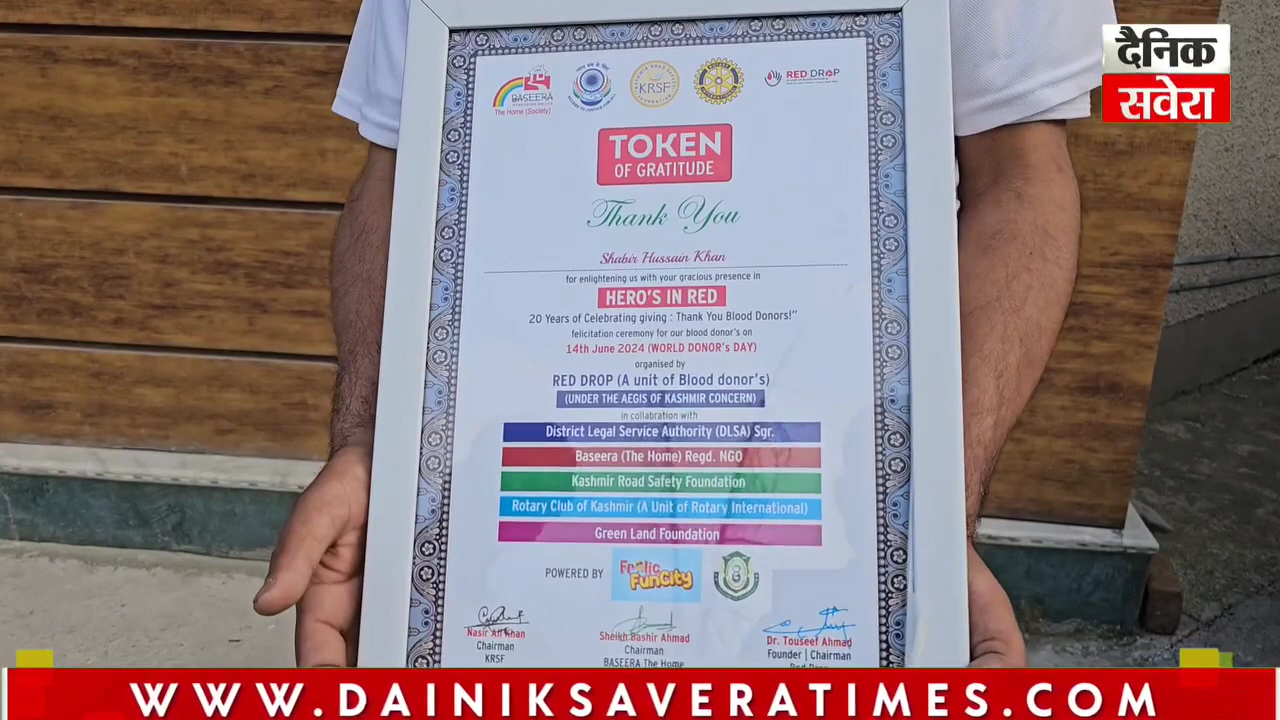 दैनिक
सवेरा
BASEERA
The Home (Society)
KRSF
RED DROP
TOKEN
OF GRATITUDE
Thank You
Shabir Hussain Khan
for enlightening us with your gracious presence in
HERO'S IN RED
20 Years of Celebrating giving : Thank You Blood Donors!"
felicitation ceremony for our blood donor's on
14th June 2024 (WORLD DONOR's DAY)
organised by
RED DROP (A unit of Blood donor's)
(UNDER THE AEGIS OF KASHMIR CONCERN)
in collabration with
District Legal Service Authority (DLSA) Sgr.
Baseera (The Home) Regd. NGO
Kashmir Road Safety Foundation
Rotary Club of Kashmir (A Unit of Rotary International)
Green Land Foundation
POWERED BY
Frolic
FunCity
Nasir Ali Khan
Chairman
KRSF
Sheikh Bashir Ahmad
Chairman
BASEERA The Home
Dr. Touseef Ahmad
Founder | Chairman
Red Drop
WWW.DAINIKSAVERATIMES.COM